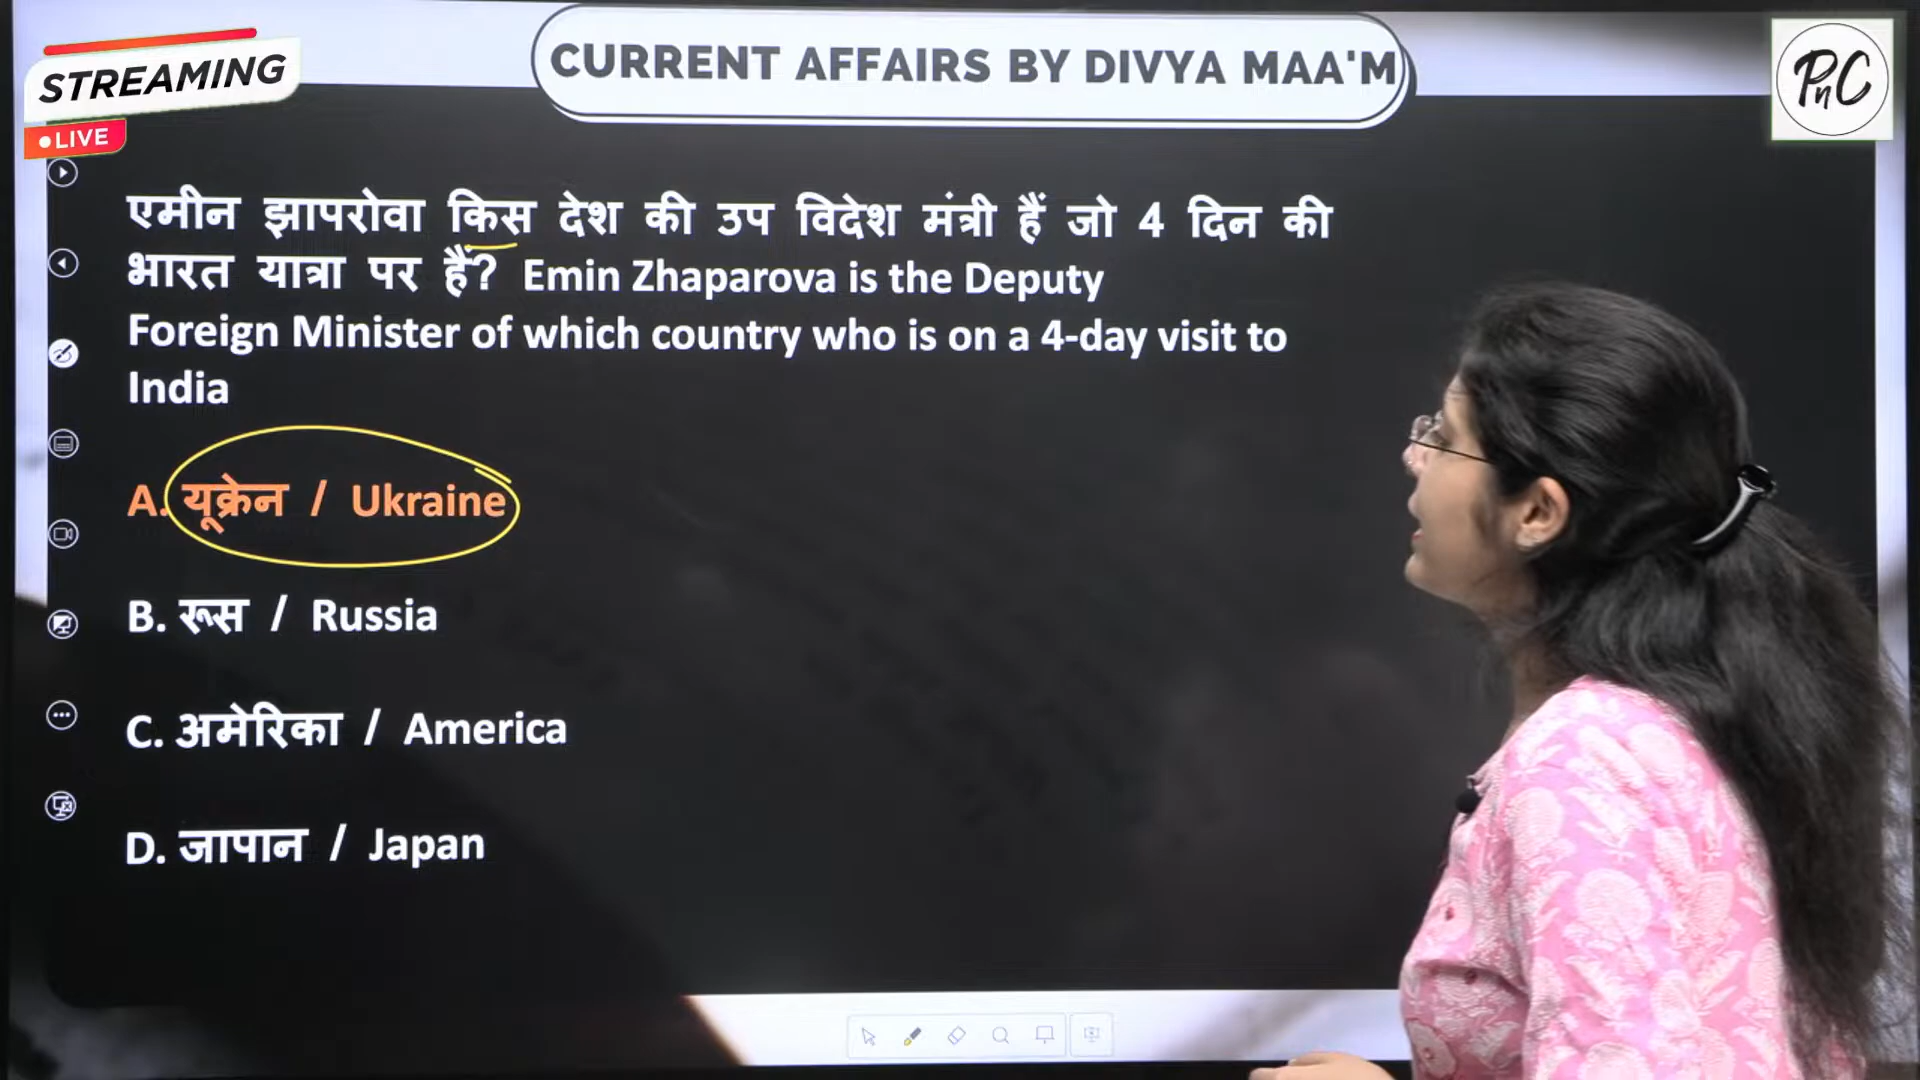 STREAMING
LIVE
CURRENT AFFAIRS BY DIVYA MAA'M
PnC
एमीन झापरोवा किस देश की उप विदेश मंत्री हैं जो 4 दिन की
भारत यात्रा पर हैं? Emin Zhaparova is the Deputy
Foreign Minister of which country who is on a 4-day visit to
India
A. यूक्रेन / Ukraine
B. रूस / Russia
C. अमेरिका / America
D. जापान / Japan